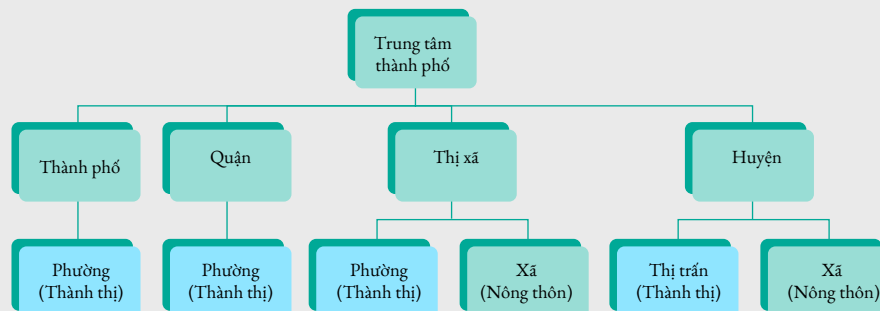 Trung tâm
thành phố
Thành phố
Quận
Thị xã
Huyện
Phường
(Thành thị)
Phường
(Thành thị)
Phường
(Thành thị)
Xã
(Nông thôn)
Thị trấn
(Thành thị)
Xã
(Nông thôn)